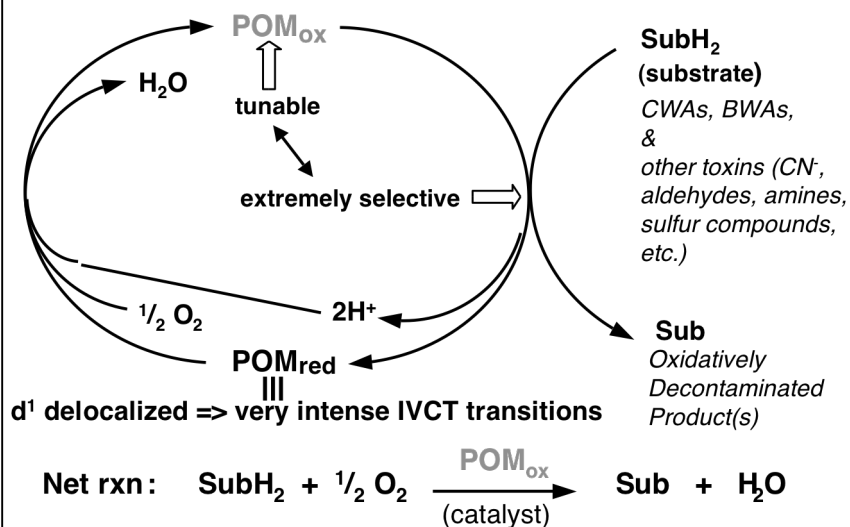 POMox
H₂O
tunable
extremely selective
SubH₂
(substrate)
CWAs, BWAs,
&
other toxins (CN⁻,
aldehydes, amines,
sulfur compounds,
etc.)
½ O₂
2H⁺
Sub
Oxidatively
Decontaminated
Product(s)
POMred
d¹ delocalized => very intense IVCT transitions
Net rxn: SubH₂ + ½ O₂ POMox (catalyst) Sub + H₂O